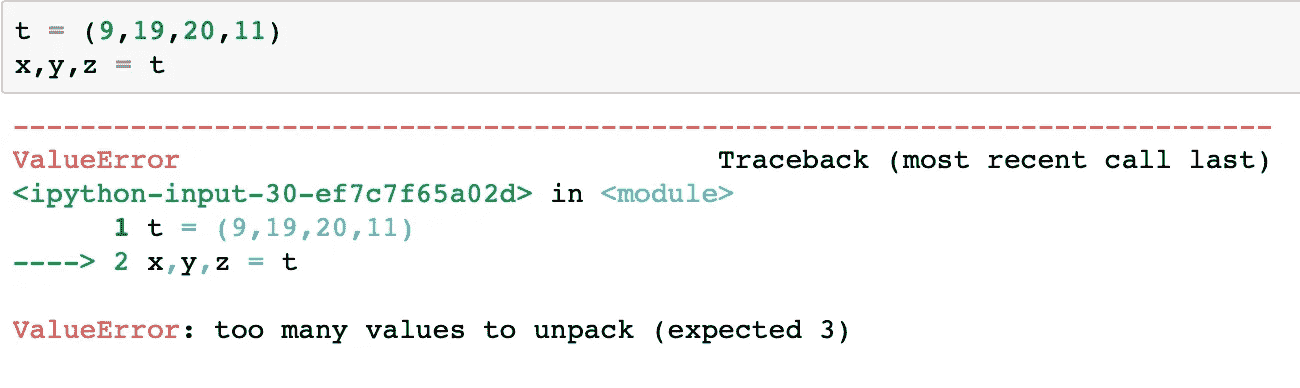 t = (9,19,20,11)
x,y,z = t
---------------------------------------------------------------------------
ValueError                                Traceback (most recent call last)
<ipython-input-30-ef7c7f65a02d> in <module>
      1 t = (9,19,20,11)
----> 2 x,y,z = t
ValueError: too many values to unpack (expected 3)